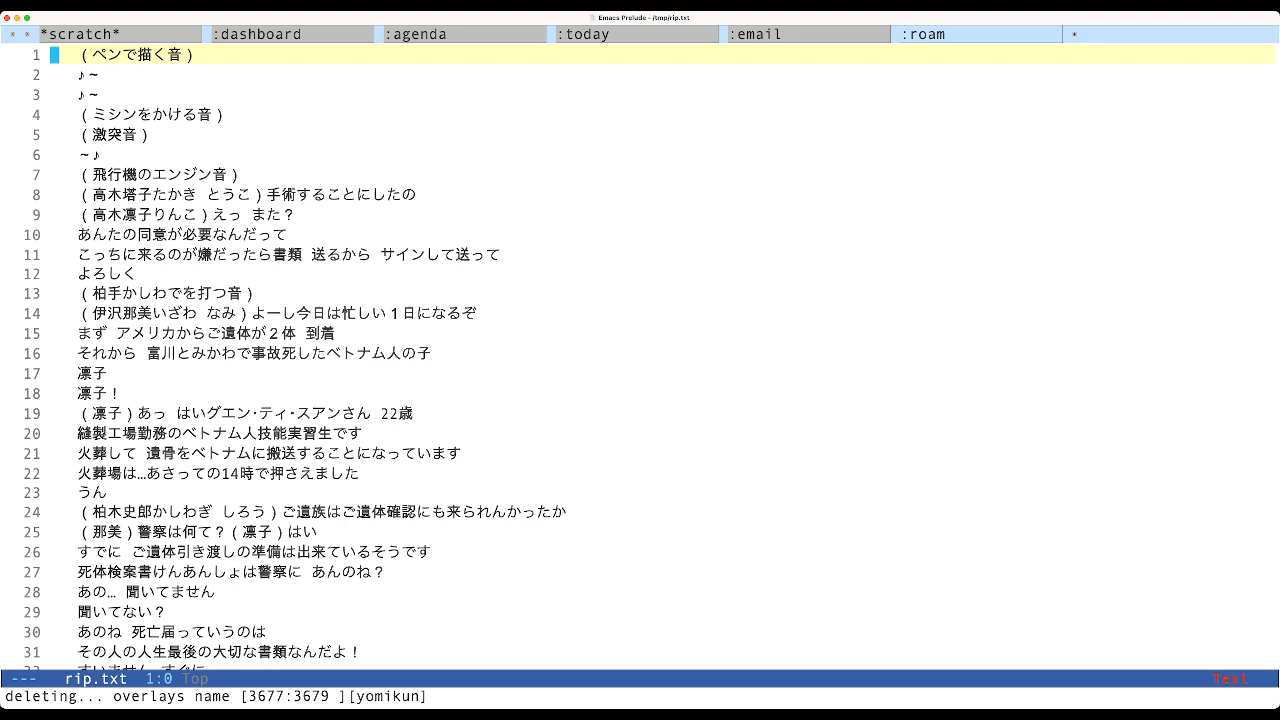 Emacs Prelude - /tmp/rip.txt
*scratch* :dashboard :agenda :today :email :roam
1 (ペンで描く音)
2 ♪~
3 ♪~
4 (ミシンをかける音)
5 (激突音)
6 ~♪
7 (飛行機のエンジン音)
8 (高木塔子たかき とうこ)手術することにしたの
9 (高木凛子りんこ)えっ また?
10 あんたの同意が必要なんだって
11 こっちに来るのが嫌だったら書類 送るから サインして送って
12 よろしく
13 (柏手かしわでを打つ音)
14 (伊沢那美いざわ なみ)よーし今日は忙しい1日になるぞ
15 まず アメリカからご遺体が2体 到着
16 それから 富川とみかわで事故死したベトナム人の子
17 凛子
18 凛子!
19 (凛子)あっ はいグエン・ティ・スアンさん 22歳
20 縫製工場勤務のベトナム人技能実習生です
21 火葬して 遺骨をベトナムに搬送することになっています
22 火葬場は…あさっての14時で押さえました
23 うん
24 (柏木史郎かしわぎ しろう)ご遺族はご遺体確認にも来られんかったか
25 (那美)警察は何て?(凛子)はい
26 すでに ご遺体引き渡しの準備は出来ているそうです
27 死体検案書けんあんしょは警察に あんのね?
28 あの… 聞いてません
29 聞いてない?
30 あのね 死亡届っていうのは
31 その人の人生最後の大切な書類なんだよ!
--- rip.txt 1:0 Top Text
deleting... overlays name [3677:3679 ][yomikun]